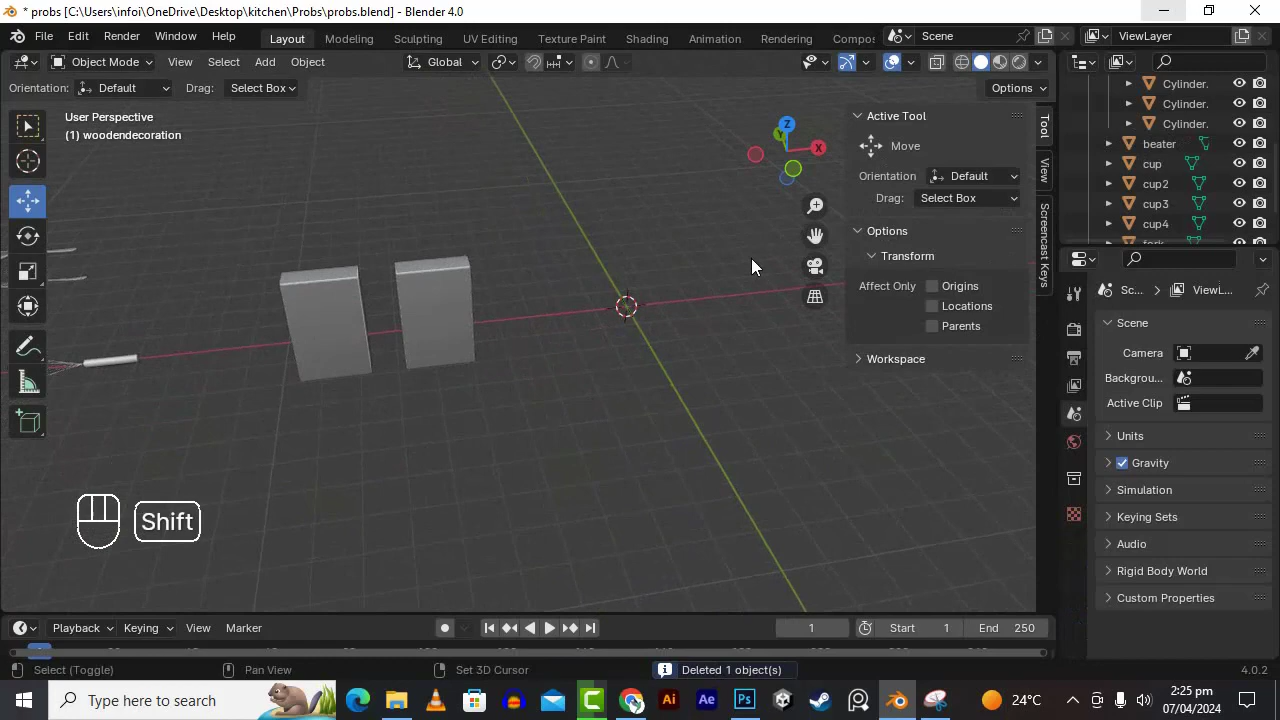 * probs [C:\Users\infoi\OneDrive\Desktop\kitchen\Probs\probs.blend] - Blender 4.0
File Edit Render Window Help Layout Modeling Sculpting UV Editing Texture Paint Shading Animation Rendering Compos Scene ViewLayer
Object Mode View Select Add Object Global
Orientation: Default Drag: Select Box Options
User Perspective
(1) woodendecoration
Z
Y
X
Active Tool
Move
Orientation Default
Drag: Select Box
Options
Transform
Affect Only Origins
Locations
Parents
Workspace
Tool
View
Screencast Keys
Cylinder.
Cylinder.
Cylinder.
beater
cup
cup2
cup3
cup4
Sc... ViewL...
Scene
Camera
Backgrou...
Active Clip
Units
Gravity
Simulation
Keying Sets
Audio
Rigid Body World
Custom Properties
Shift
Playback Keying View Marker 1 Start 1 End 250
Select (Toggle) Pan View Set 3D Cursor Deleted 1 object(s) 4.0.2
Type here to search Ai Ae Ps 24°C 2:25 pm
07/04/2024